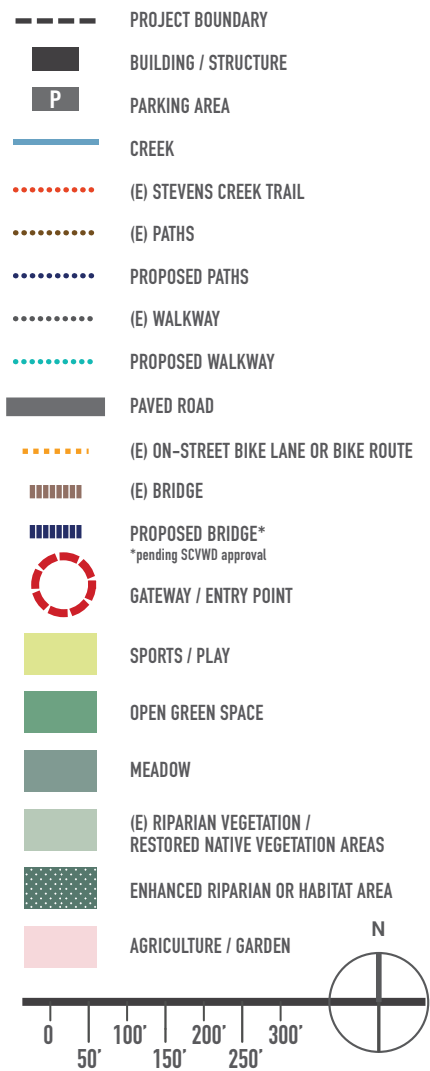 PROJECT BOUNDARY
BUILDING / STRUCTURE
P
PARKING AREA
CREEK
(E) STEVENS CREEK TRAIL
(E) PATHS
PROPOSED PATHS
(E) WALKWAY
PROPOSED WALKWAY
PAVED ROAD
(E) ON-STREET BIKE LANE OR BIKE ROUTE
(E) BRIDGE
PROPOSED BRIDGE*
*pending SCVWD approval
GATEWAY / ENTRY POINT
SPORTS / PLAY
OPEN GREEN SPACE
MEADOW
(E) RIPARIAN VEGETATION /
RESTORED NATIVE VEGETATION AREAS
ENHANCED RIPARIAN OR HABITAT AREA
AGRICULTURE / GARDEN
N
0 100′ 200′ 300′
50′ 150′ 250′